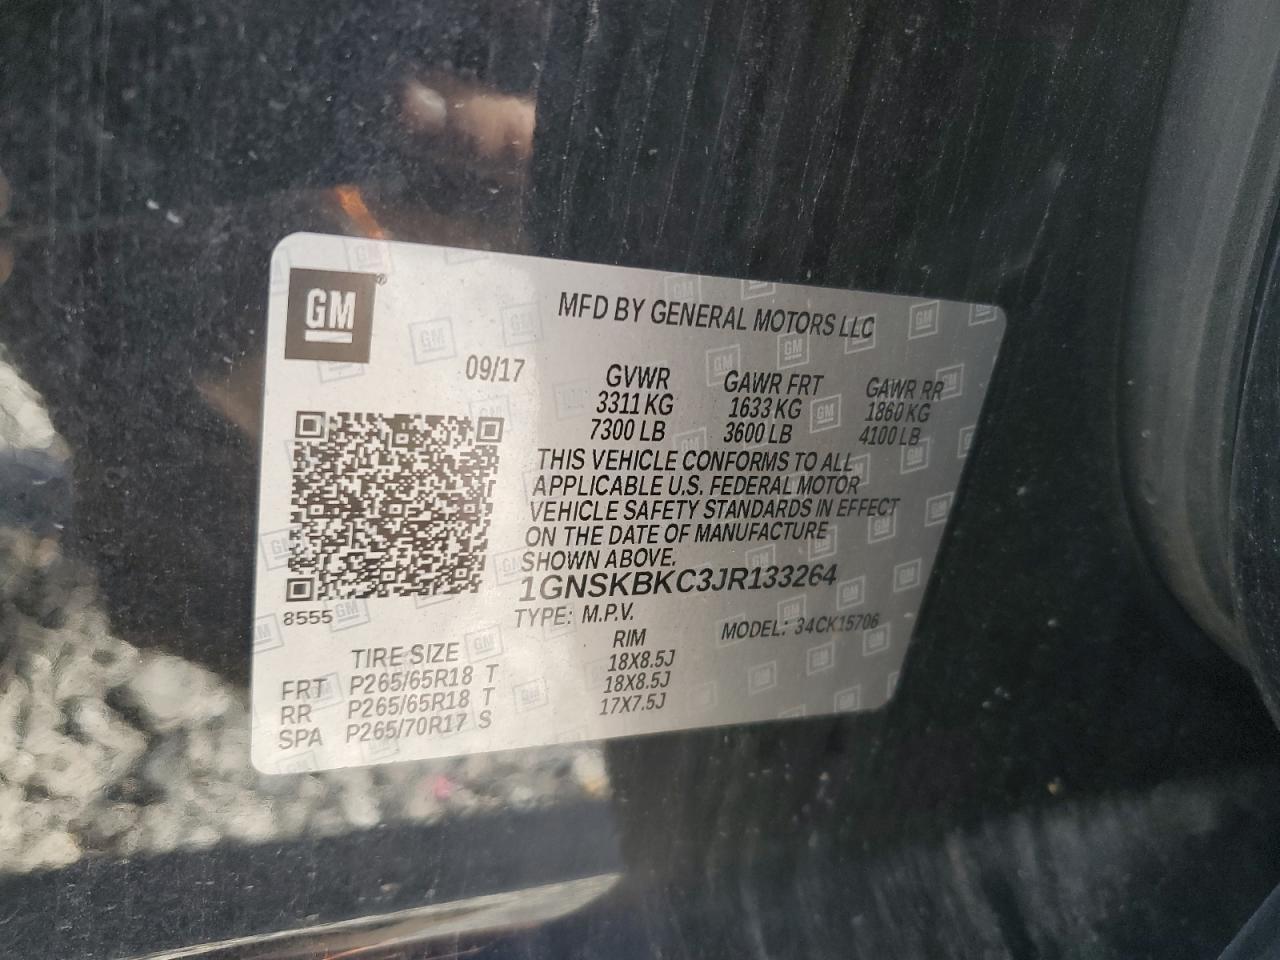 GM
MFD BY GENERAL MOTORS LLC
09/17
GVWR GAWR FRT GAWR RR
3311 KG 1633 KG 1860 KG
7300 LB 3600 LB 4100 LB
THIS VEHICLE CONFORMS TO ALL
APPLICABLE U.S. FEDERAL MOTOR
VEHICLE SAFETY STANDARDS IN EFFECT
ON THE DATE OF MANUFACTURE
SHOWN ABOVE.
1GNSKBKC3JR133264
8555
TYPE: M.P.V. MODEL: 34CK15706
TIRE SIZE RIM
FRT P265/65R18 T 18X8.5J
RR P265/65R18 T 18X8.5J
SPA P265/70R17 S 17X7.5J